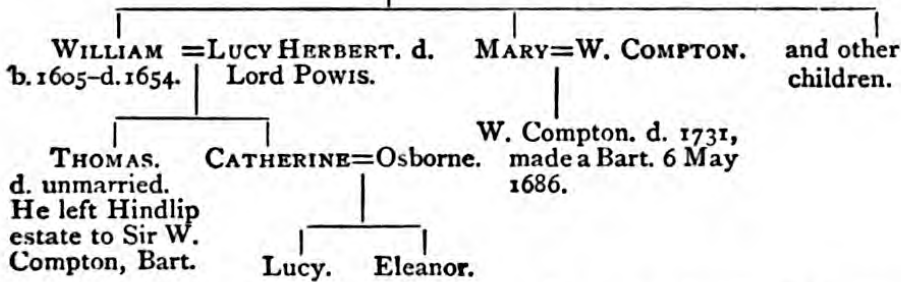 WILLIAM =LUCY HERBERT. d. MARY=W. COMPTON. and other
b. 1605–d. 1654. Lord Powis. children.
W. Compton. d. 1731,
THOMAS. CATHERINE=Osborne. made a Bart. 6 May
d. unmarried. 1686.
He left Hindlip
estate to Sir W.
Compton, Bart. Lucy. Eleanor.